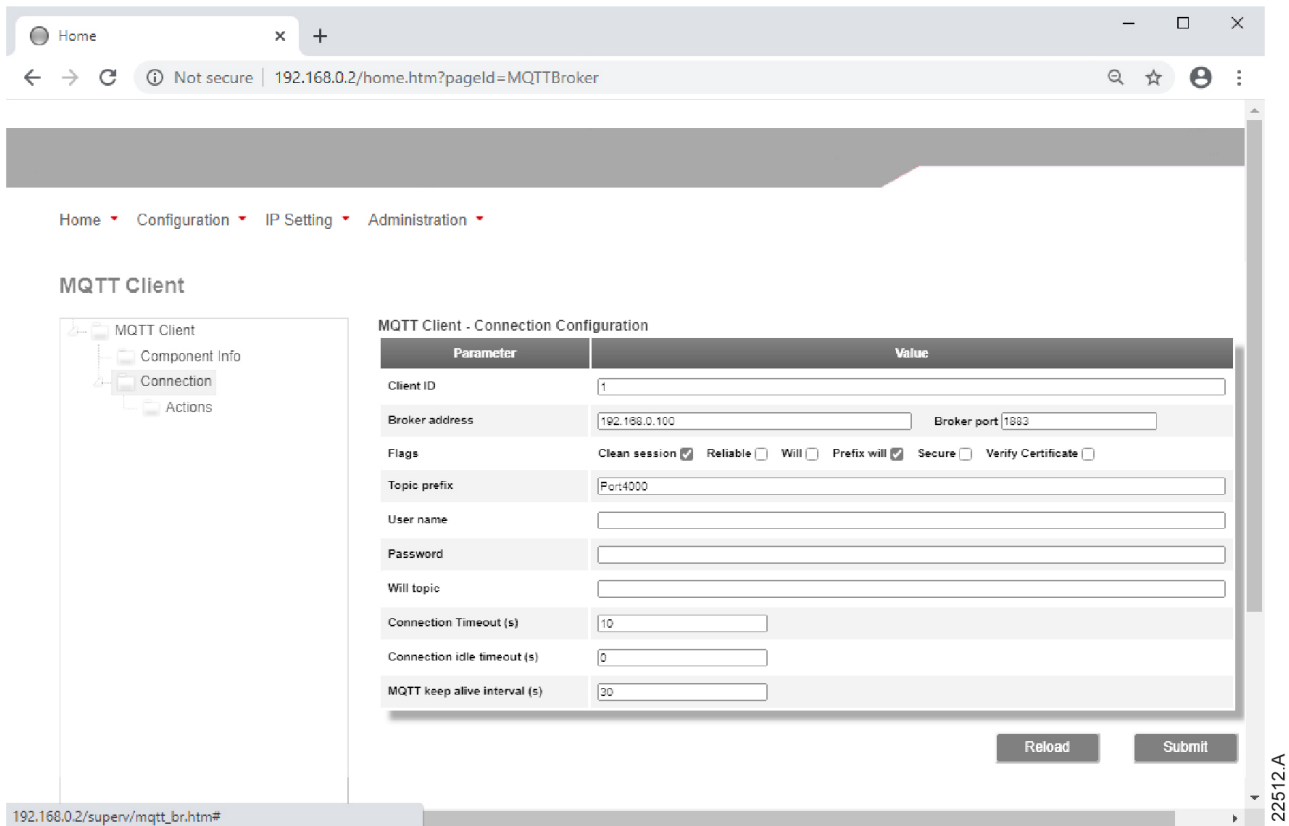 Home
Not secure 192.168.0.2/home.htm?pageId=MQTTBroker
Home Configuration IP Setting Administration
MQTT Client
MQTT Client
Component Info
Connection
Actions
MQTT Client - Connection Configuration
Parameter Value
Client ID 1
Broker address 192.168.0.100 Broker port 1883
Flags Clean session Reliable Will Prefix will Secure Verify Certificate
Topic prefix Port4000
User name
Password
Will topic
Connection Timeout (s) 10
Connection idle timeout (s) 0
MQTT keep alive interval (s) 30
Reload Submit
192.168.0.2/superv/mqtt_br.htm#
22512.A